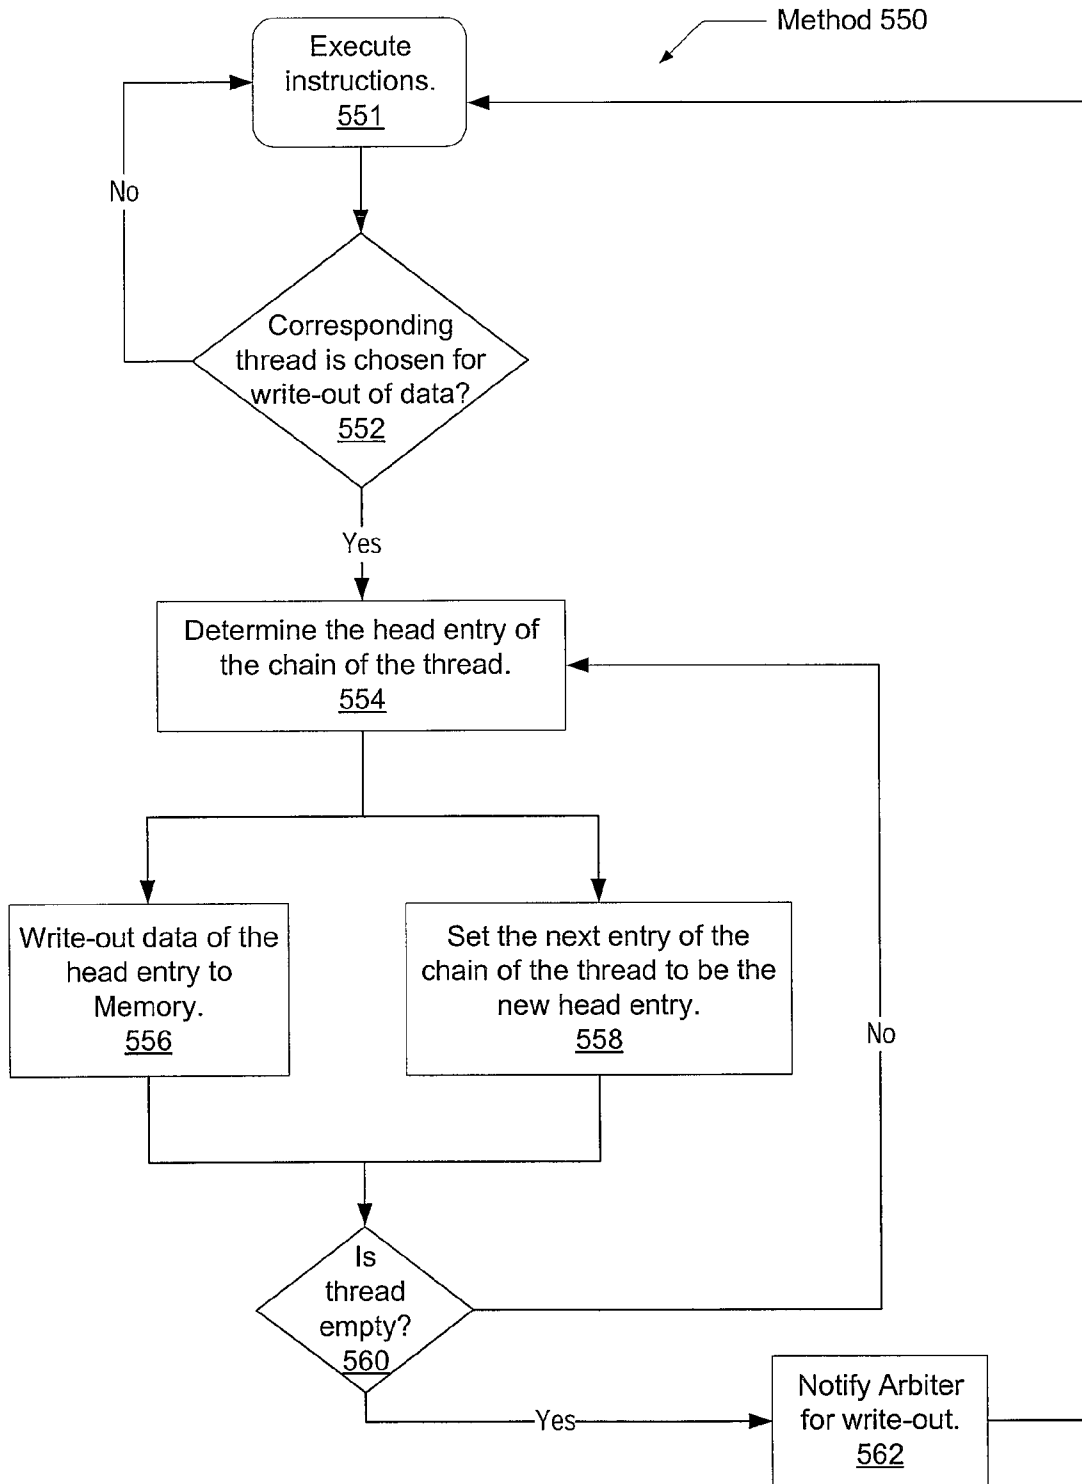 Method 550
Execute
instructions.
551
No
Corresponding
thread is chosen for
write-out of data?
552
Yes
Determine the head entry of
the chain of the thread.
554
Write-out data of the
head entry to
Memory.
556
Set the next entry of the
chain of the thread to be the
new head entry.
558
No
Is
thread
empty?
560
Yes
Notify Arbiter
for write-out.
562